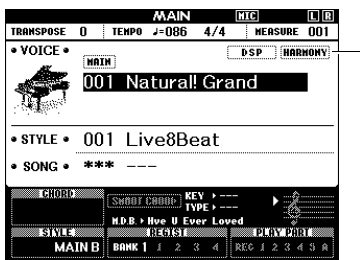 MAIN MIC L R
TRANSPOSE 0 TEMPO ♩=086 4/4 MEASURE 001
• VOICE • DSP HARMONY
MAIN
001 Natural! Grand
• STYLE • 001 Live8Beat
• SONG • *** ---
CHORD SMART CHORD KEY ▸ ---
TYPE ▸ ---
M.D.B. ▸ Hve U Ever Loved
STYLE REGIST PLAY PART
MAIN B BANK 1 1 2 3 4 REC 1 2 3 4 5 A